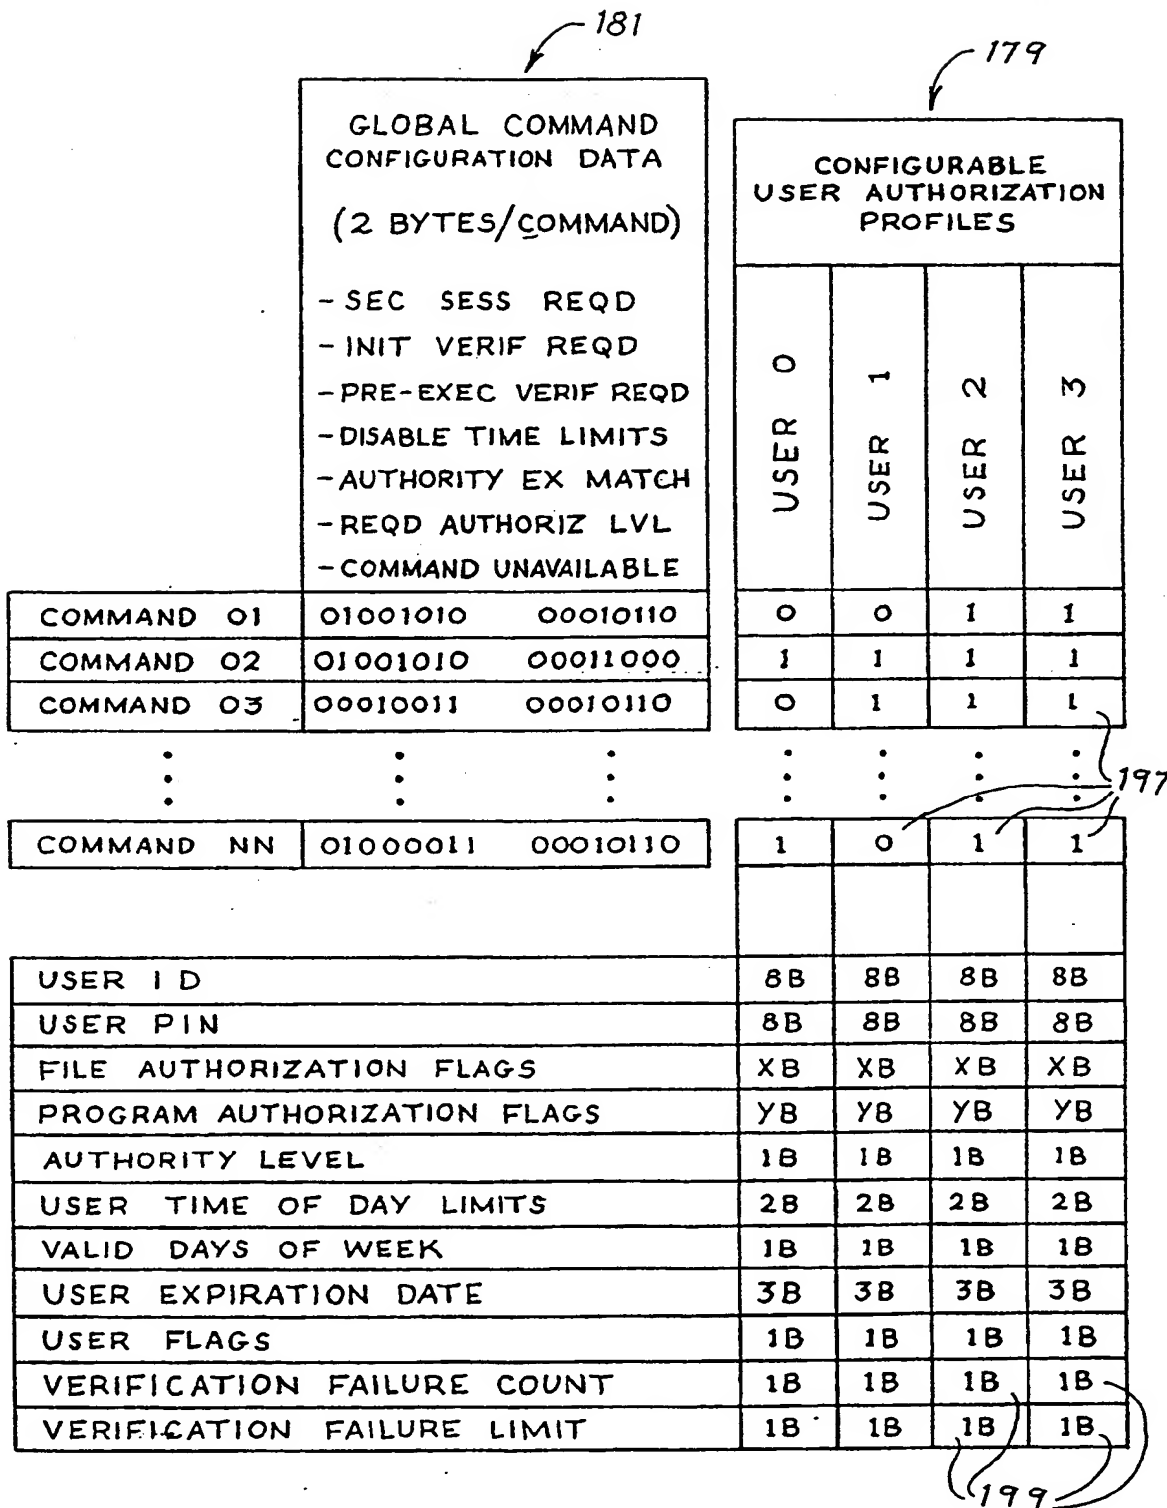 181
179
GLOBAL COMMAND
CONFIGURATION DATA
(2 BYTES/COMMAND)
- SEC SESS REQD
- INIT VERIF REQD
- PRE-EXEC VERIF REQD
- DISABLE TIME LIMITS
- AUTHORITY EX MATCH
- REQD AUTHORIZ LVL
- COMMAND UNAVAILABLE
CONFIGURABLE
USER AUTHORIZATION
PROFILES
USER 0
USER 1
USER 2
USER 3
COMMAND 01 01001010 00010110 0 0 1 1
COMMAND 02 01001010 00011000 1 1 1 1
COMMAND 03 00010011 00010110 0 1 1 1
197
COMMAND NN 01000011 00010110 1 0 1 1
USER ID 8B 8B 8B 8B
USER PIN 8B 8B 8B 8B
FILE AUTHORIZATION FLAGS XB XB XB XB
PROGRAM AUTHORIZATION FLAGS YB YB YB YB
AUTHORITY LEVEL 1B 1B 1B 1B
USER TIME OF DAY LIMITS 2B 2B 2B 2B
VALID DAYS OF WEEK 1B 1B 1B 1B
USER EXPIRATION DATE 3B 3B 3B 3B
USER FLAGS 1B 1B 1B 1B
VERIFICATION FAILURE COUNT 1B 1B 1B 1B
VERIFICATION FAILURE LIMIT 1B 1B 1B 1B
199